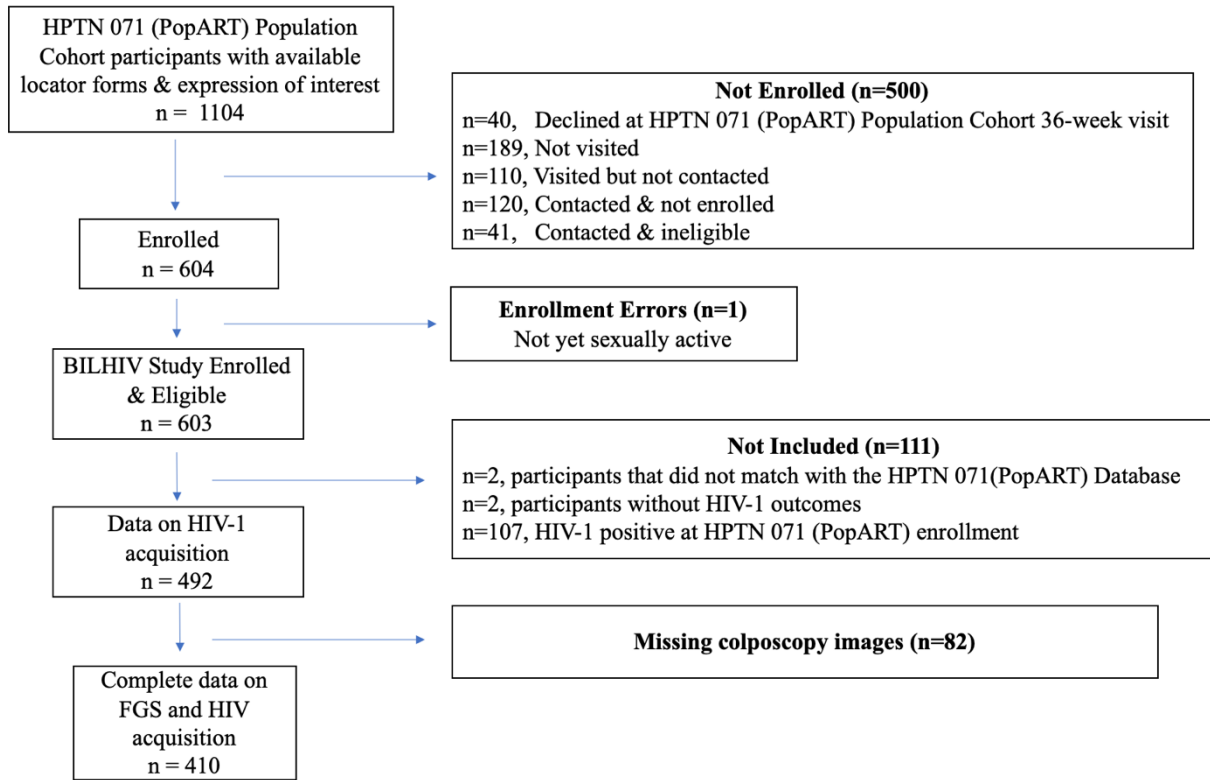 HPTN 071 (PopART) Population
Cohort participants with available
locator forms & expression of interest
n = 1104
Not Enrolled (n=500)
n=40, Declined at HPTN 071 (PopART) Population Cohort 36-week visit
n=189, Not visited
n=110, Visited but not contacted
n=120, Contacted & not enrolled
n=41, Contacted & ineligible
Enrolled
n = 604
Enrollment Errors (n=1)
Not yet sexually active
BILHIV Study Enrolled
& Eligible
n = 603
Not Included (n=111)
n=2, participants that did not match with the HPTN 071(PopART) Database
n=2, participants without HIV-1 outcomes
n=107, HIV-1 positive at HPTN 071 (PopART) enrollment
Data on HIV-1
acquisition
n = 492
Missing colposcopy images (n=82)
Complete data on
FGS and HIV
acquisition
n = 410